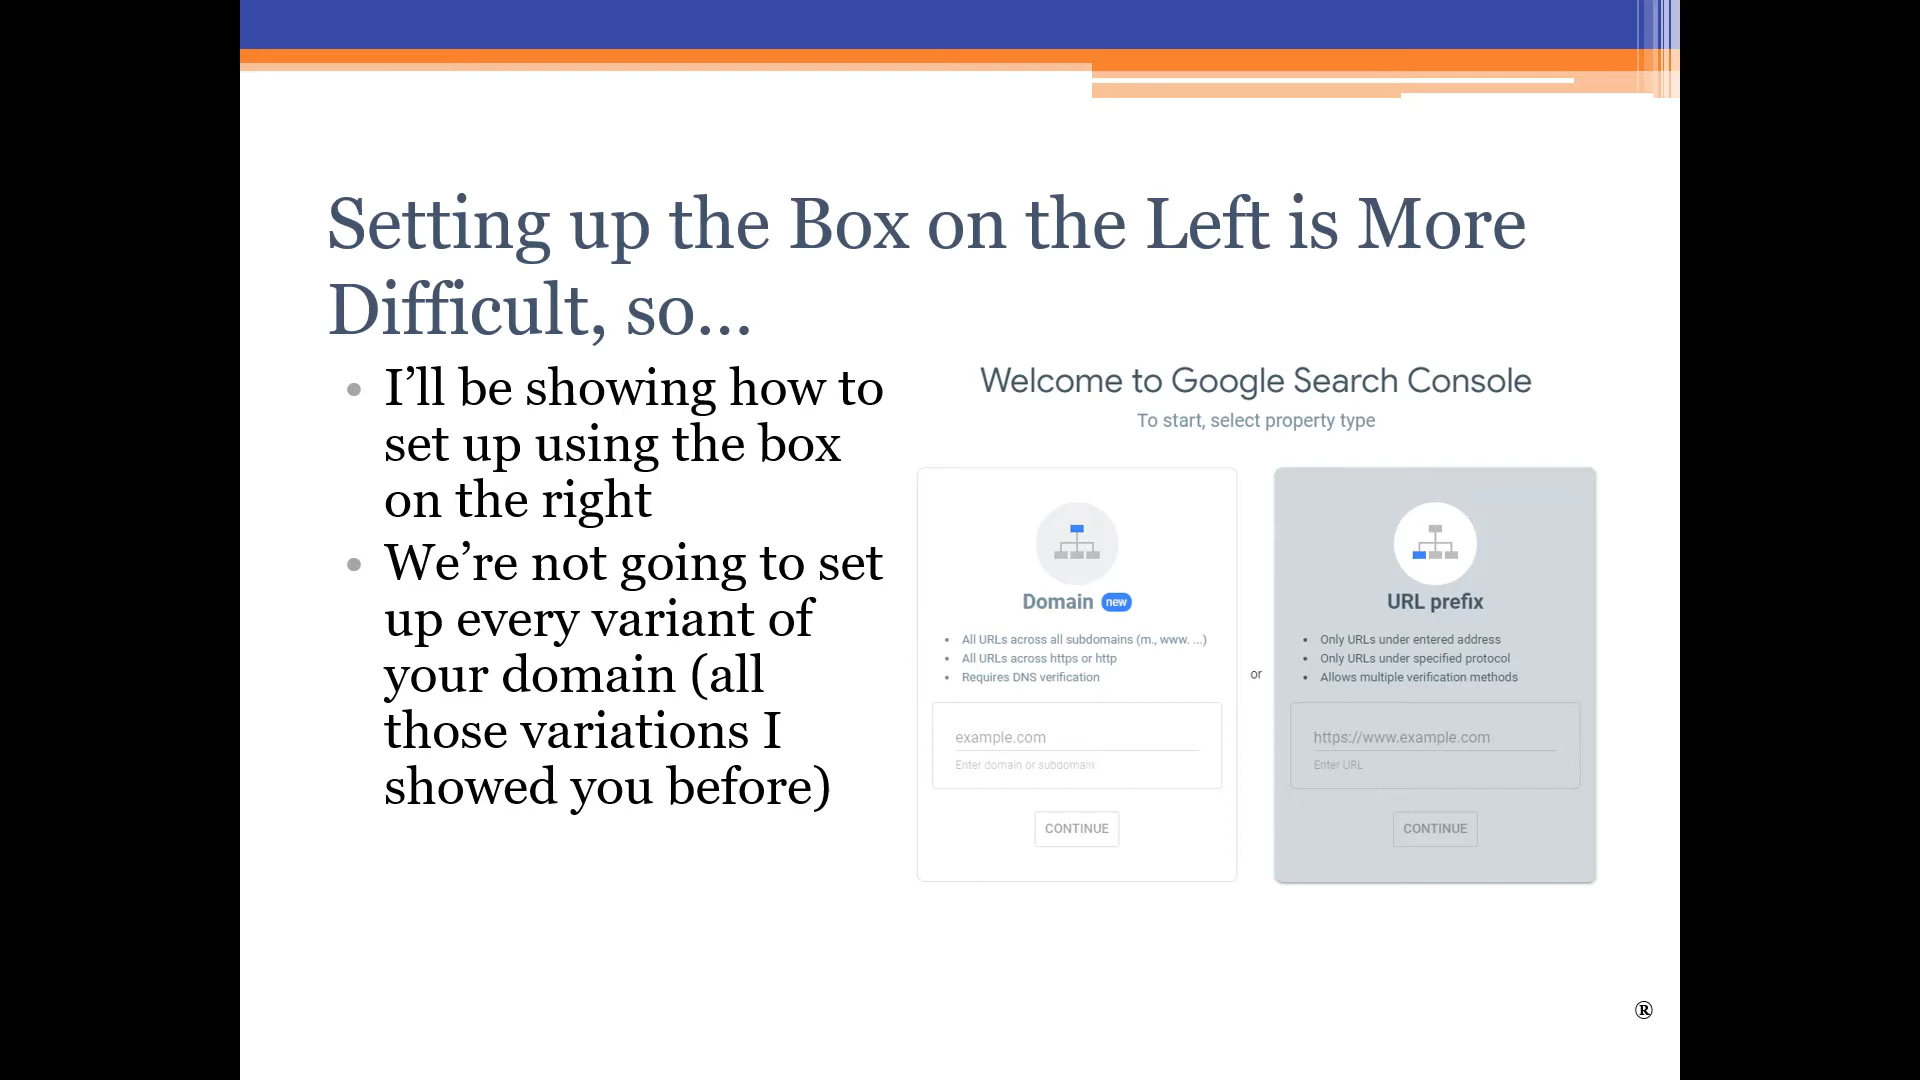 Setting up the Box on the Left is More
Difficult, so...
• I’ll be showing how to
set up using the box
on the right
• We’re not going to set
up every variant of
your domain (all
those variations I
showed you before)
Welcome to Google Search Console
To start, select property type
Domain new
• All URLs across all subdomains (m., www. ...)
• All URLs across https or http
• Requires DNS verification
example.com
Enter domain or subdomain
CONTINUE
or
URL prefix
• Only URLs under entered address
• Only URLs under specified protocol
• Allows multiple verification methods
https://www.example.com
Enter URL
CONTINUE
®